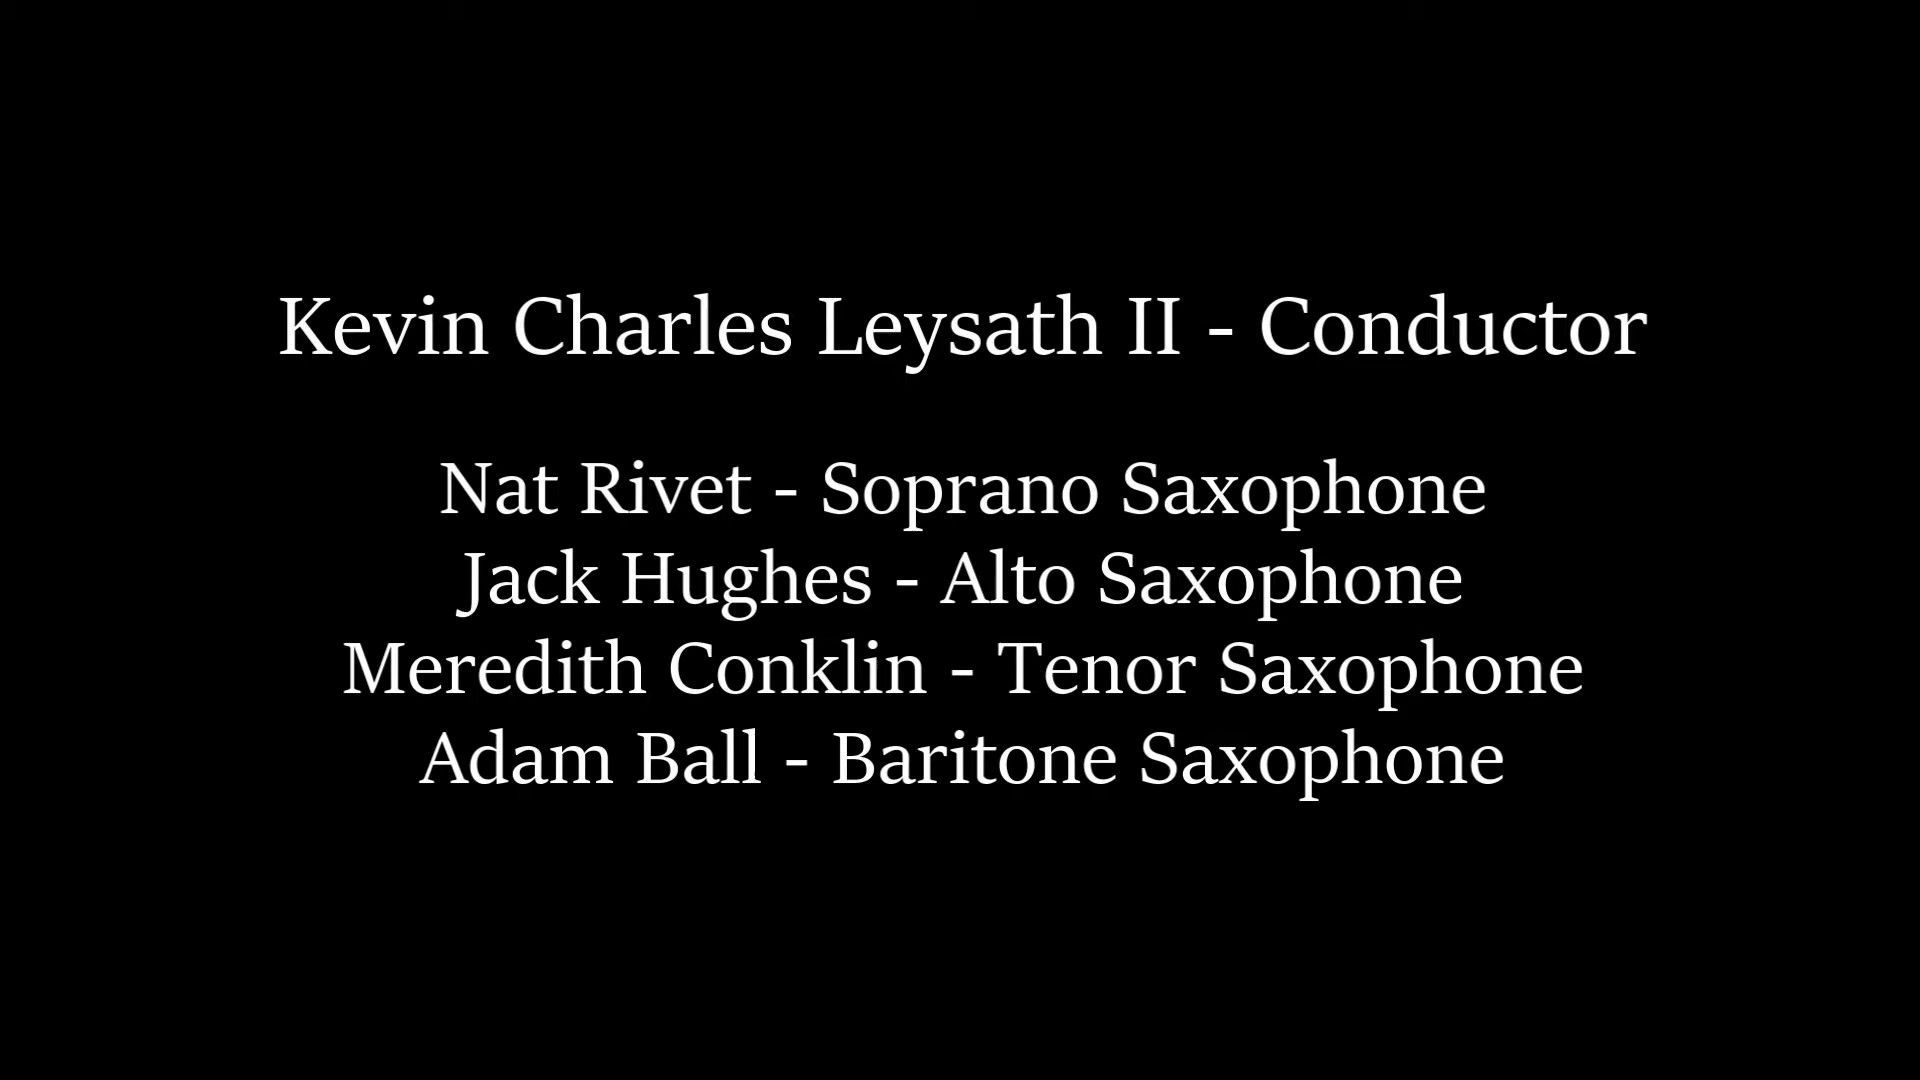 Kevin Charles Leysath II - Conductor
Nat Rivet - Soprano Saxophone
Jack Hughes - Alto Saxophone
Meredith Conklin - Tenor Saxophone
Adam Ball - Baritone Saxophone